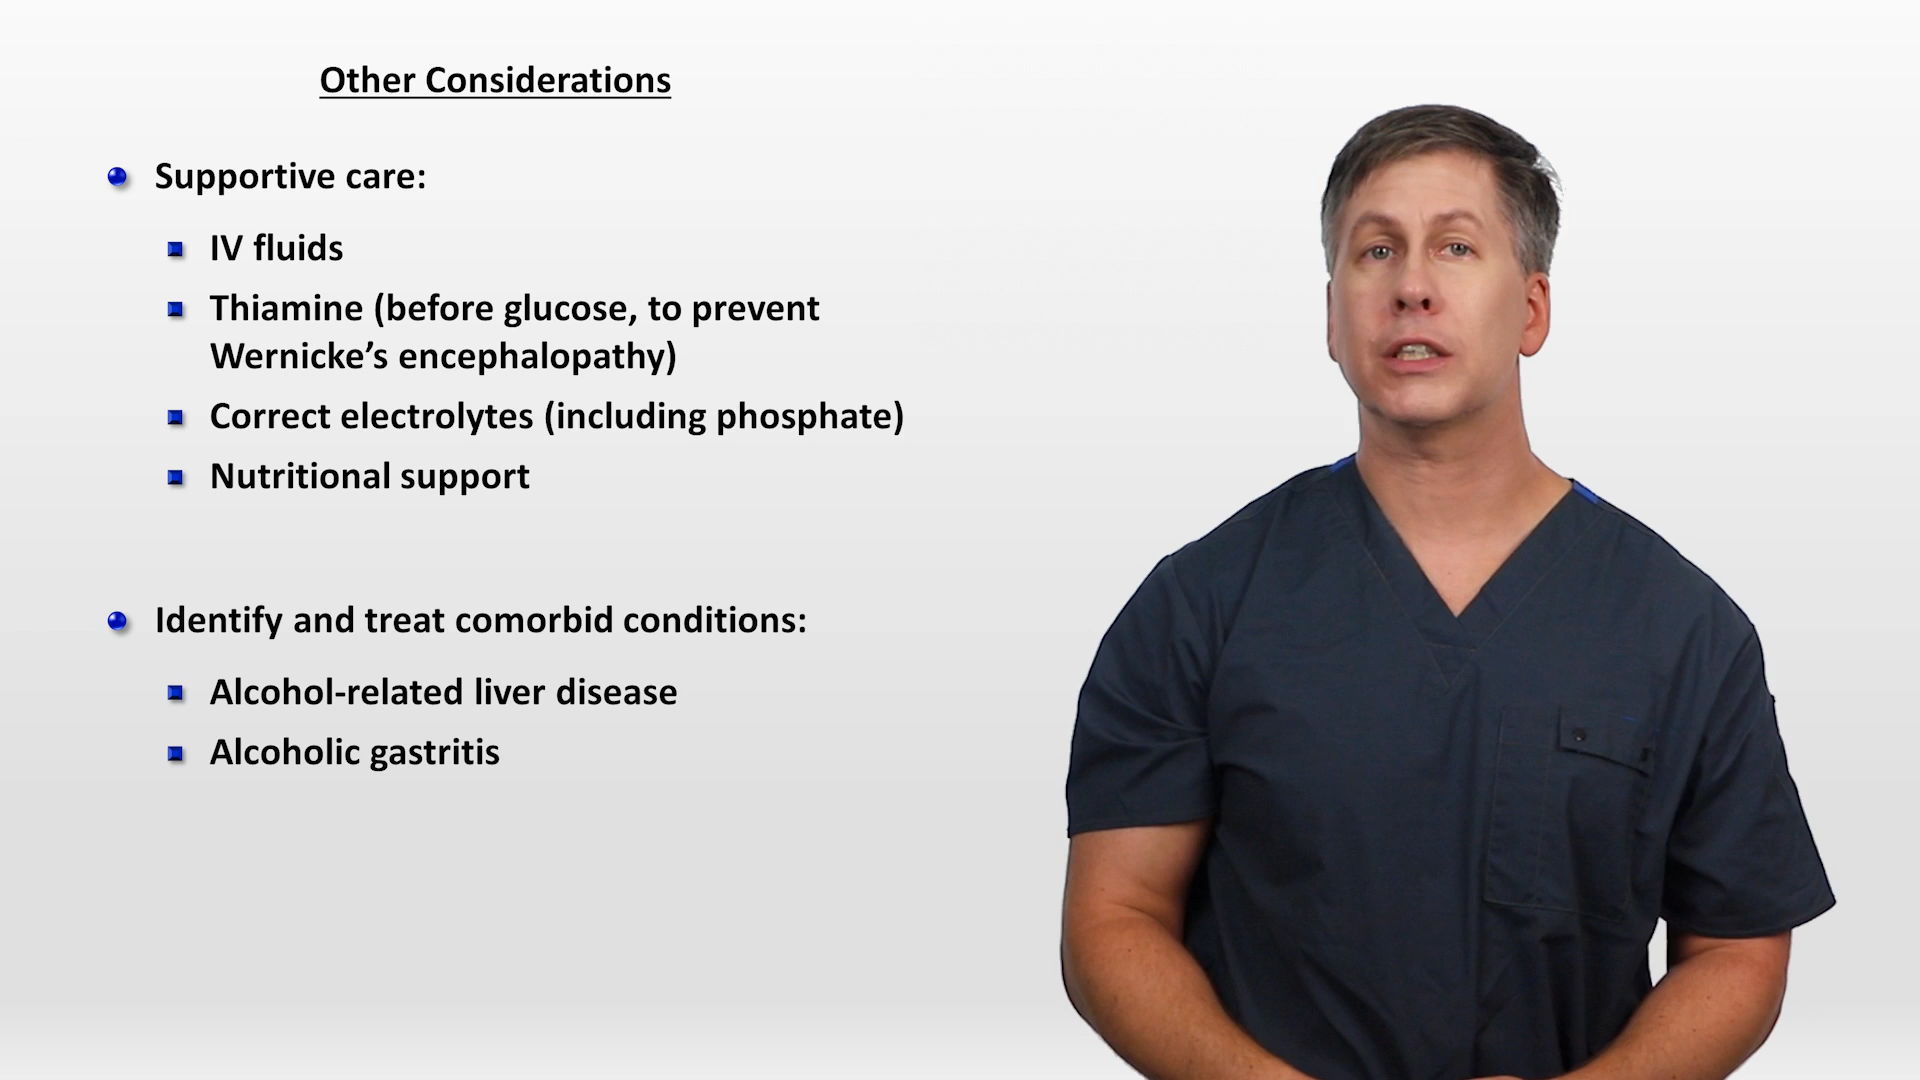 Other Considerations
Supportive care:
IV fluids
Thiamine (before glucose, to prevent
Wernicke’s encephalopathy)
Correct electrolytes (including phosphate)
Nutritional support
Identify and treat comorbid conditions:
Alcohol-related liver disease
Alcoholic gastritis